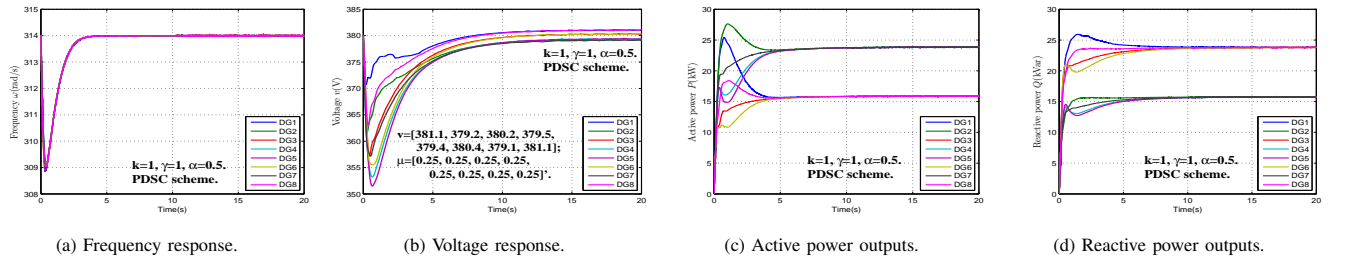 315
314
313
312
311
310
309
308
0
5
10
15
20
Frequency ω(rad/s)
Time(s)
k=1, γ=1, α=0.5.
PDSC scheme.
DG1
DG2
DG3
DG4
DG5
DG6
DG7
DG8
(a) Frequency response.
385
380
375
370
365
360
355
350
0
5
10
15
20
Voltage v(V)
Time(s)
k=1, γ=1, α=0.5.
PDSC scheme.
v=[381.1, 379.2, 380.2, 379.5,
379.4, 380.4, 379.1, 381.1];
μ=[0.25, 0.25, 0.25, 0.25,
0.25, 0.25, 0.25, 0.25]’.
DG1
DG2
DG3
DG4
DG5
DG6
DG7
DG8
(b) Voltage response.
30
25
20
15
10
5
0
0
5
10
15
20
Active power P(kW)
Time(s)
k=1, γ=1, α=0.5.
PDSC scheme.
DG1
DG2
DG3
DG4
DG5
DG6
DG7
DG8
(c) Active power outputs.
30
25
20
15
10
5
0
0
5
10
15
20
Reactive power Q(kVar)
Time(s)
k=1, γ=1, α=0.5.
PDSC scheme.
DG1
DG2
DG3
DG4
DG5
DG6
DG7
DG8
(d) Reactive power outputs.